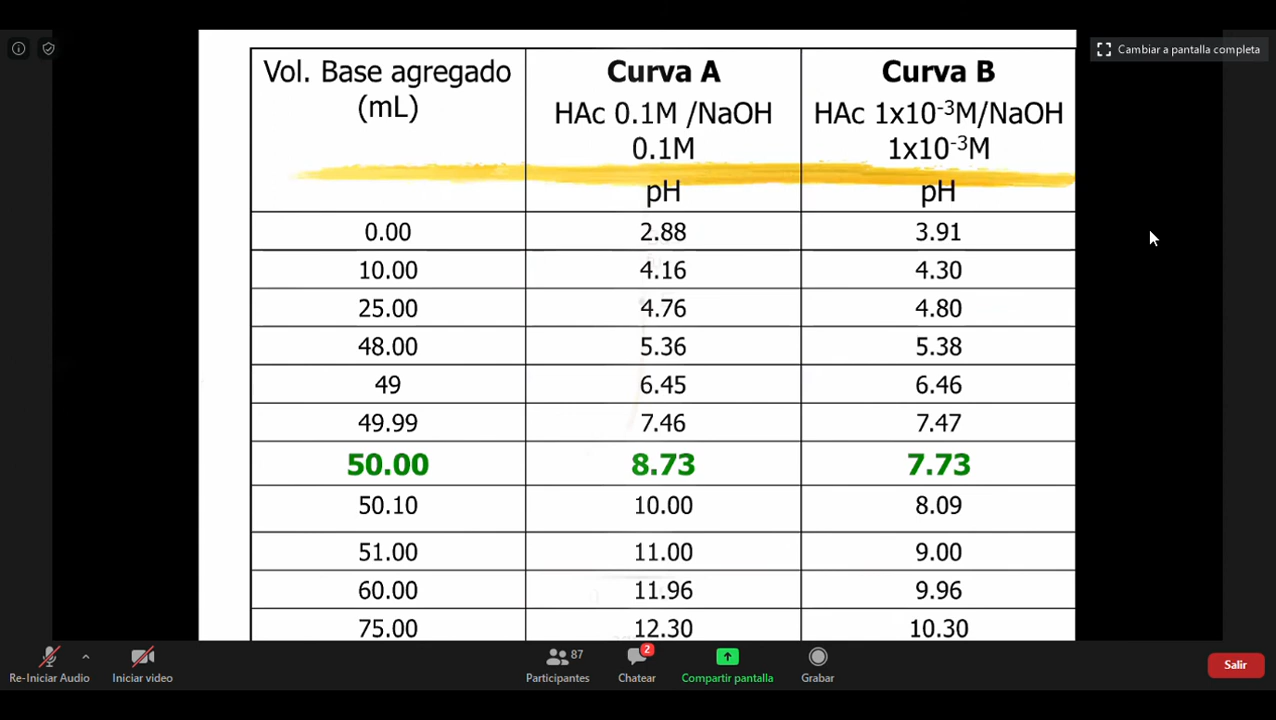 Cambiar a pantalla completa
Vol. Base agregado
(mL)
Curva A
HAc 0.1M /NaOH
0.1M
pH
Curva B
HAc 1x10⁻³M/NaOH
1x10⁻³M
pH
0.00 2.88 3.91
10.00 4.16 4.30
25.00 4.76 4.80
48.00 5.36 5.38
49 6.45 6.46
49.99 7.46 7.47
50.00 8.73 7.73
50.10 10.00 8.09
51.00 11.00 9.00
60.00 11.96 9.96
75.00 12.30 10.30
87
2
Re-Iniciar Audio
Iniciar video
Participantes
Chatear
Compartir pantalla
Grabar
Salir